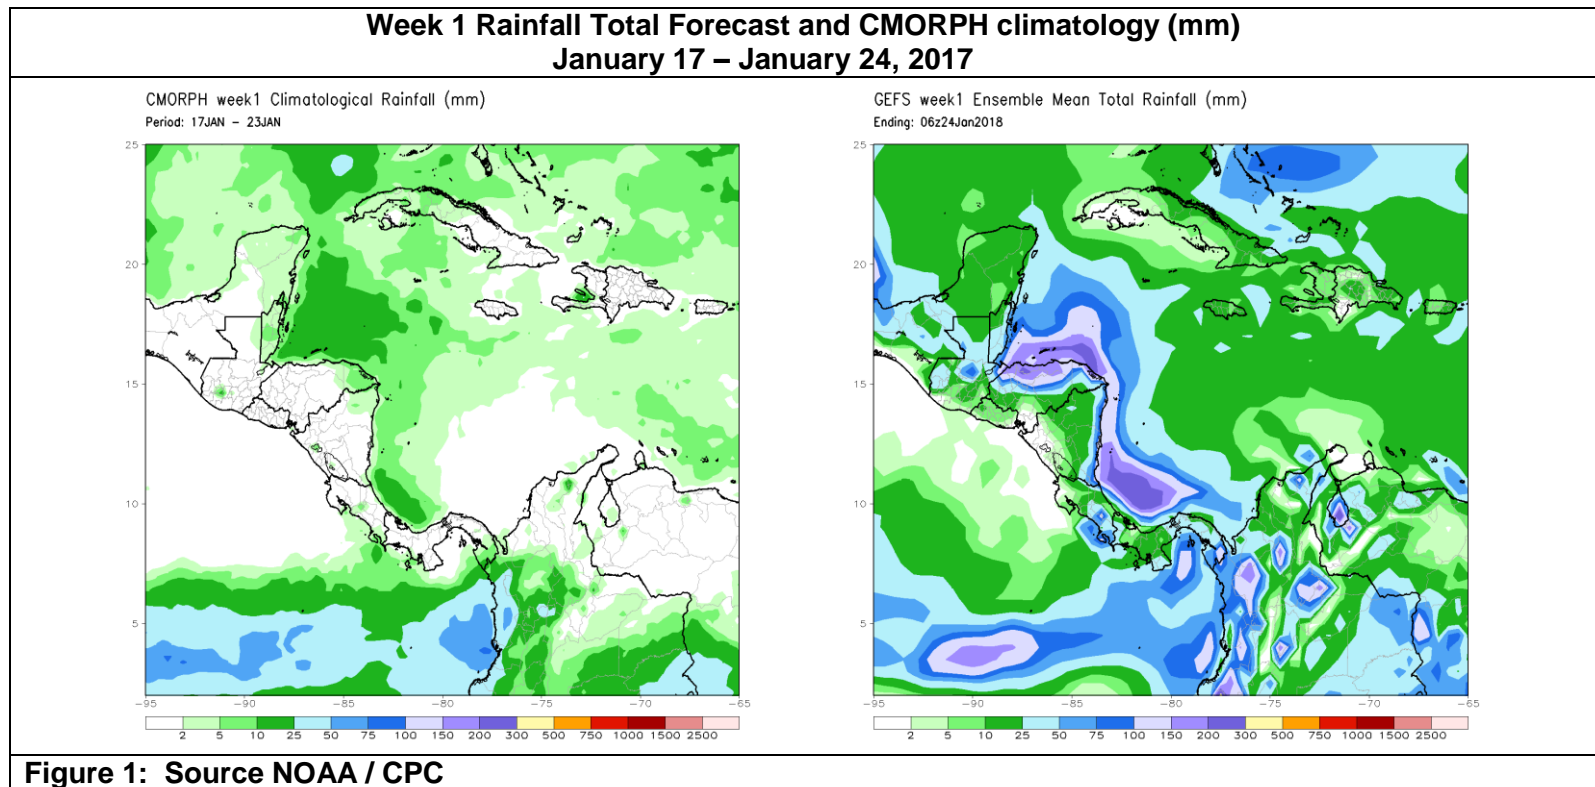 Week 1 Rainfall Total Forecast and CMORPH climatology (mm)
January 17 – January 24, 2017
CMORPH week1 Climatological Rainfall (mm)
Period: 17JAN – 23JAN
25
20
15
10
5
−95 −90 −85 −80 −75 −70 −65
2 5 10 25 50 75 100 150 200 300 500 750 1000 1500 2500
GEFS week1 Ensemble Mean Total Rainfall (mm)
Ending: 06z24Jan2018
25
20
15
10
5
−95 −90 −85 −80 −75 −70 −65
2 5 10 25 50 75 100 150 200 300 500 750 1000 1500 2500
Figure 1: Source NOAA / CPC